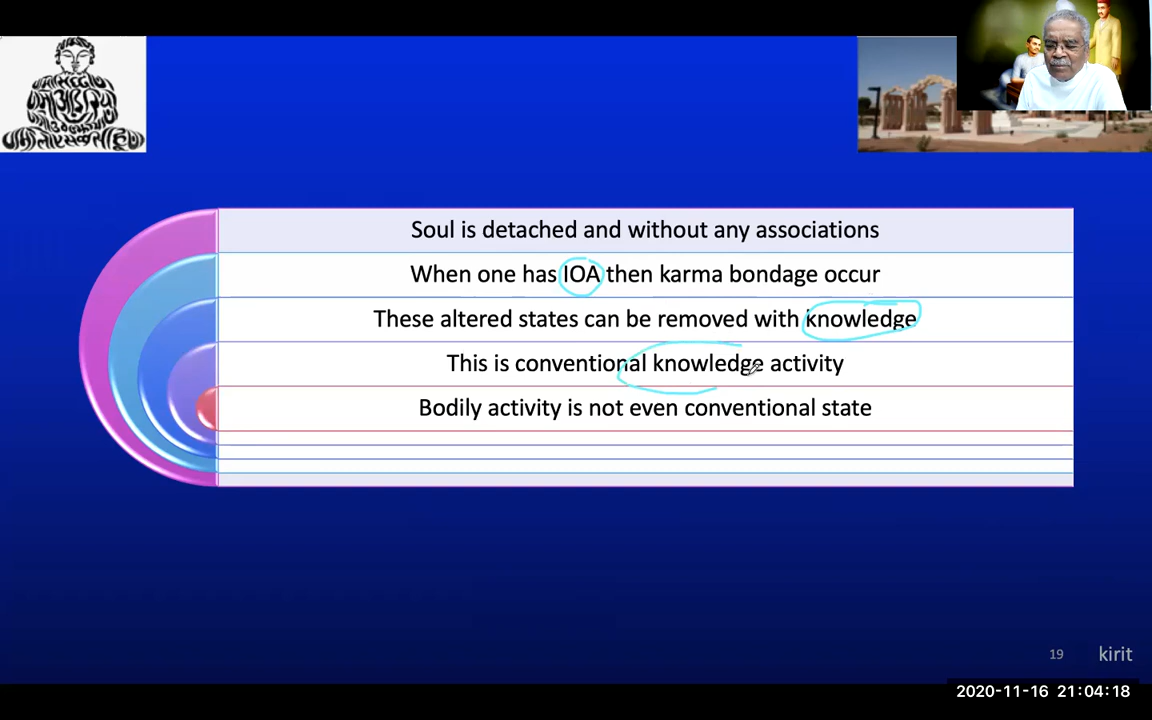 Soul is detached and without any associations
When one has IOA then karma bondage occur
These altered states can be removed with knowledge
This is conventional knowledge activity
Bodily activity is not even conventional state
19 kirit
2020-11-16 21:04:18